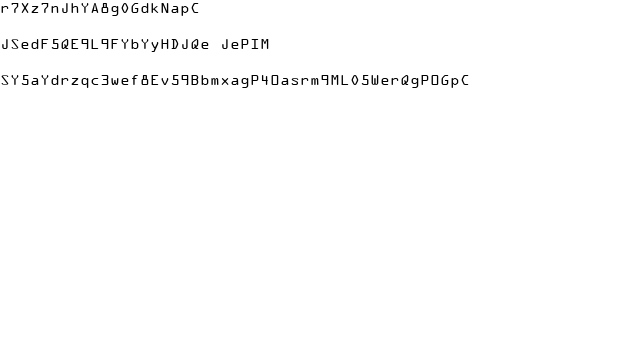 r7Xz7nJhYA8g0GdkNapC
JSedF5QE9L9FYbYyHDJQe JePIM
SY5aYdrzqc3wef8Ev59BbmxagP4Oasrm9ML05WerQgPOGpC